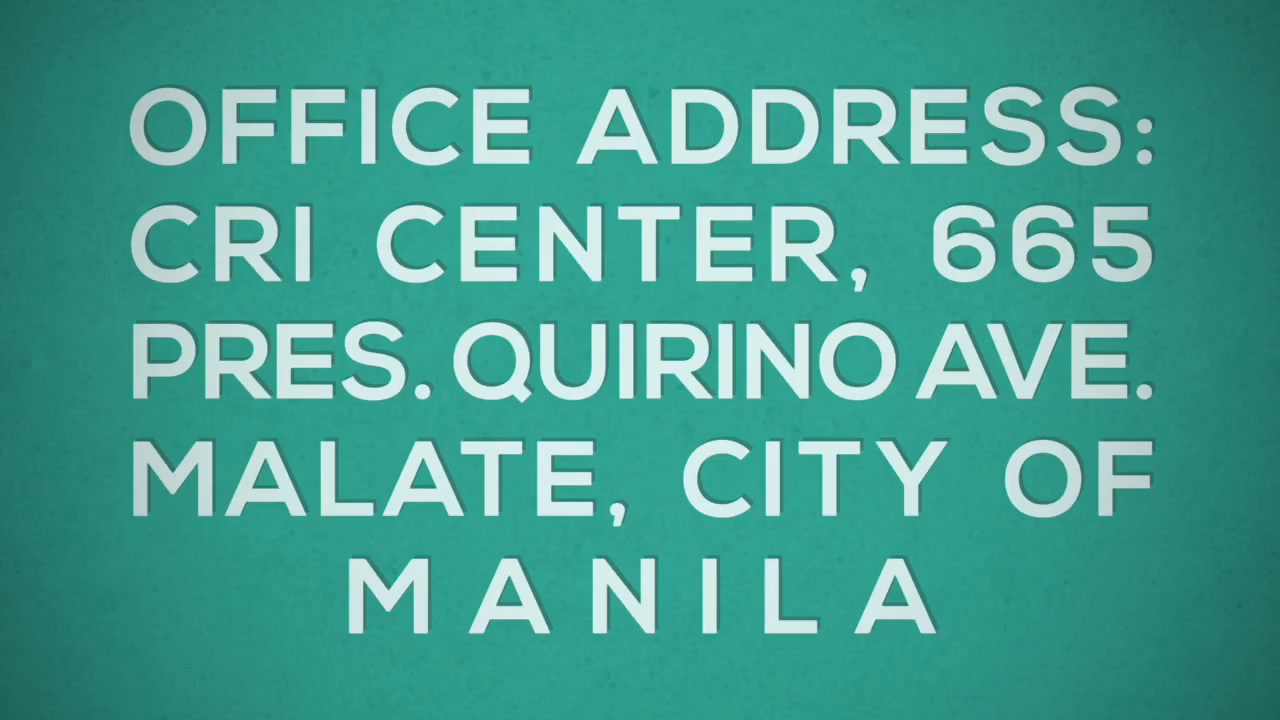 OFFICE ADDRESS:
CRI CENTER, 665
PRES. QUIRINO AVE.
MALATE, CITY OF
MANILA